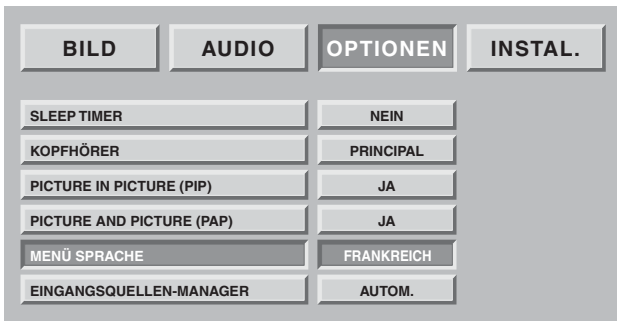 BILD AUDIO OPTIONEN INSTAL.
SLEEP TIMER NEIN
KOPFHÖRER PRINCIPAL
PICTURE IN PICTURE (PIP) JA
PICTURE AND PICTURE (PAP) JA
MENÜ SPRACHE FRANKREICH
EINGANGSQUELLEN-MANAGER AUTOM.